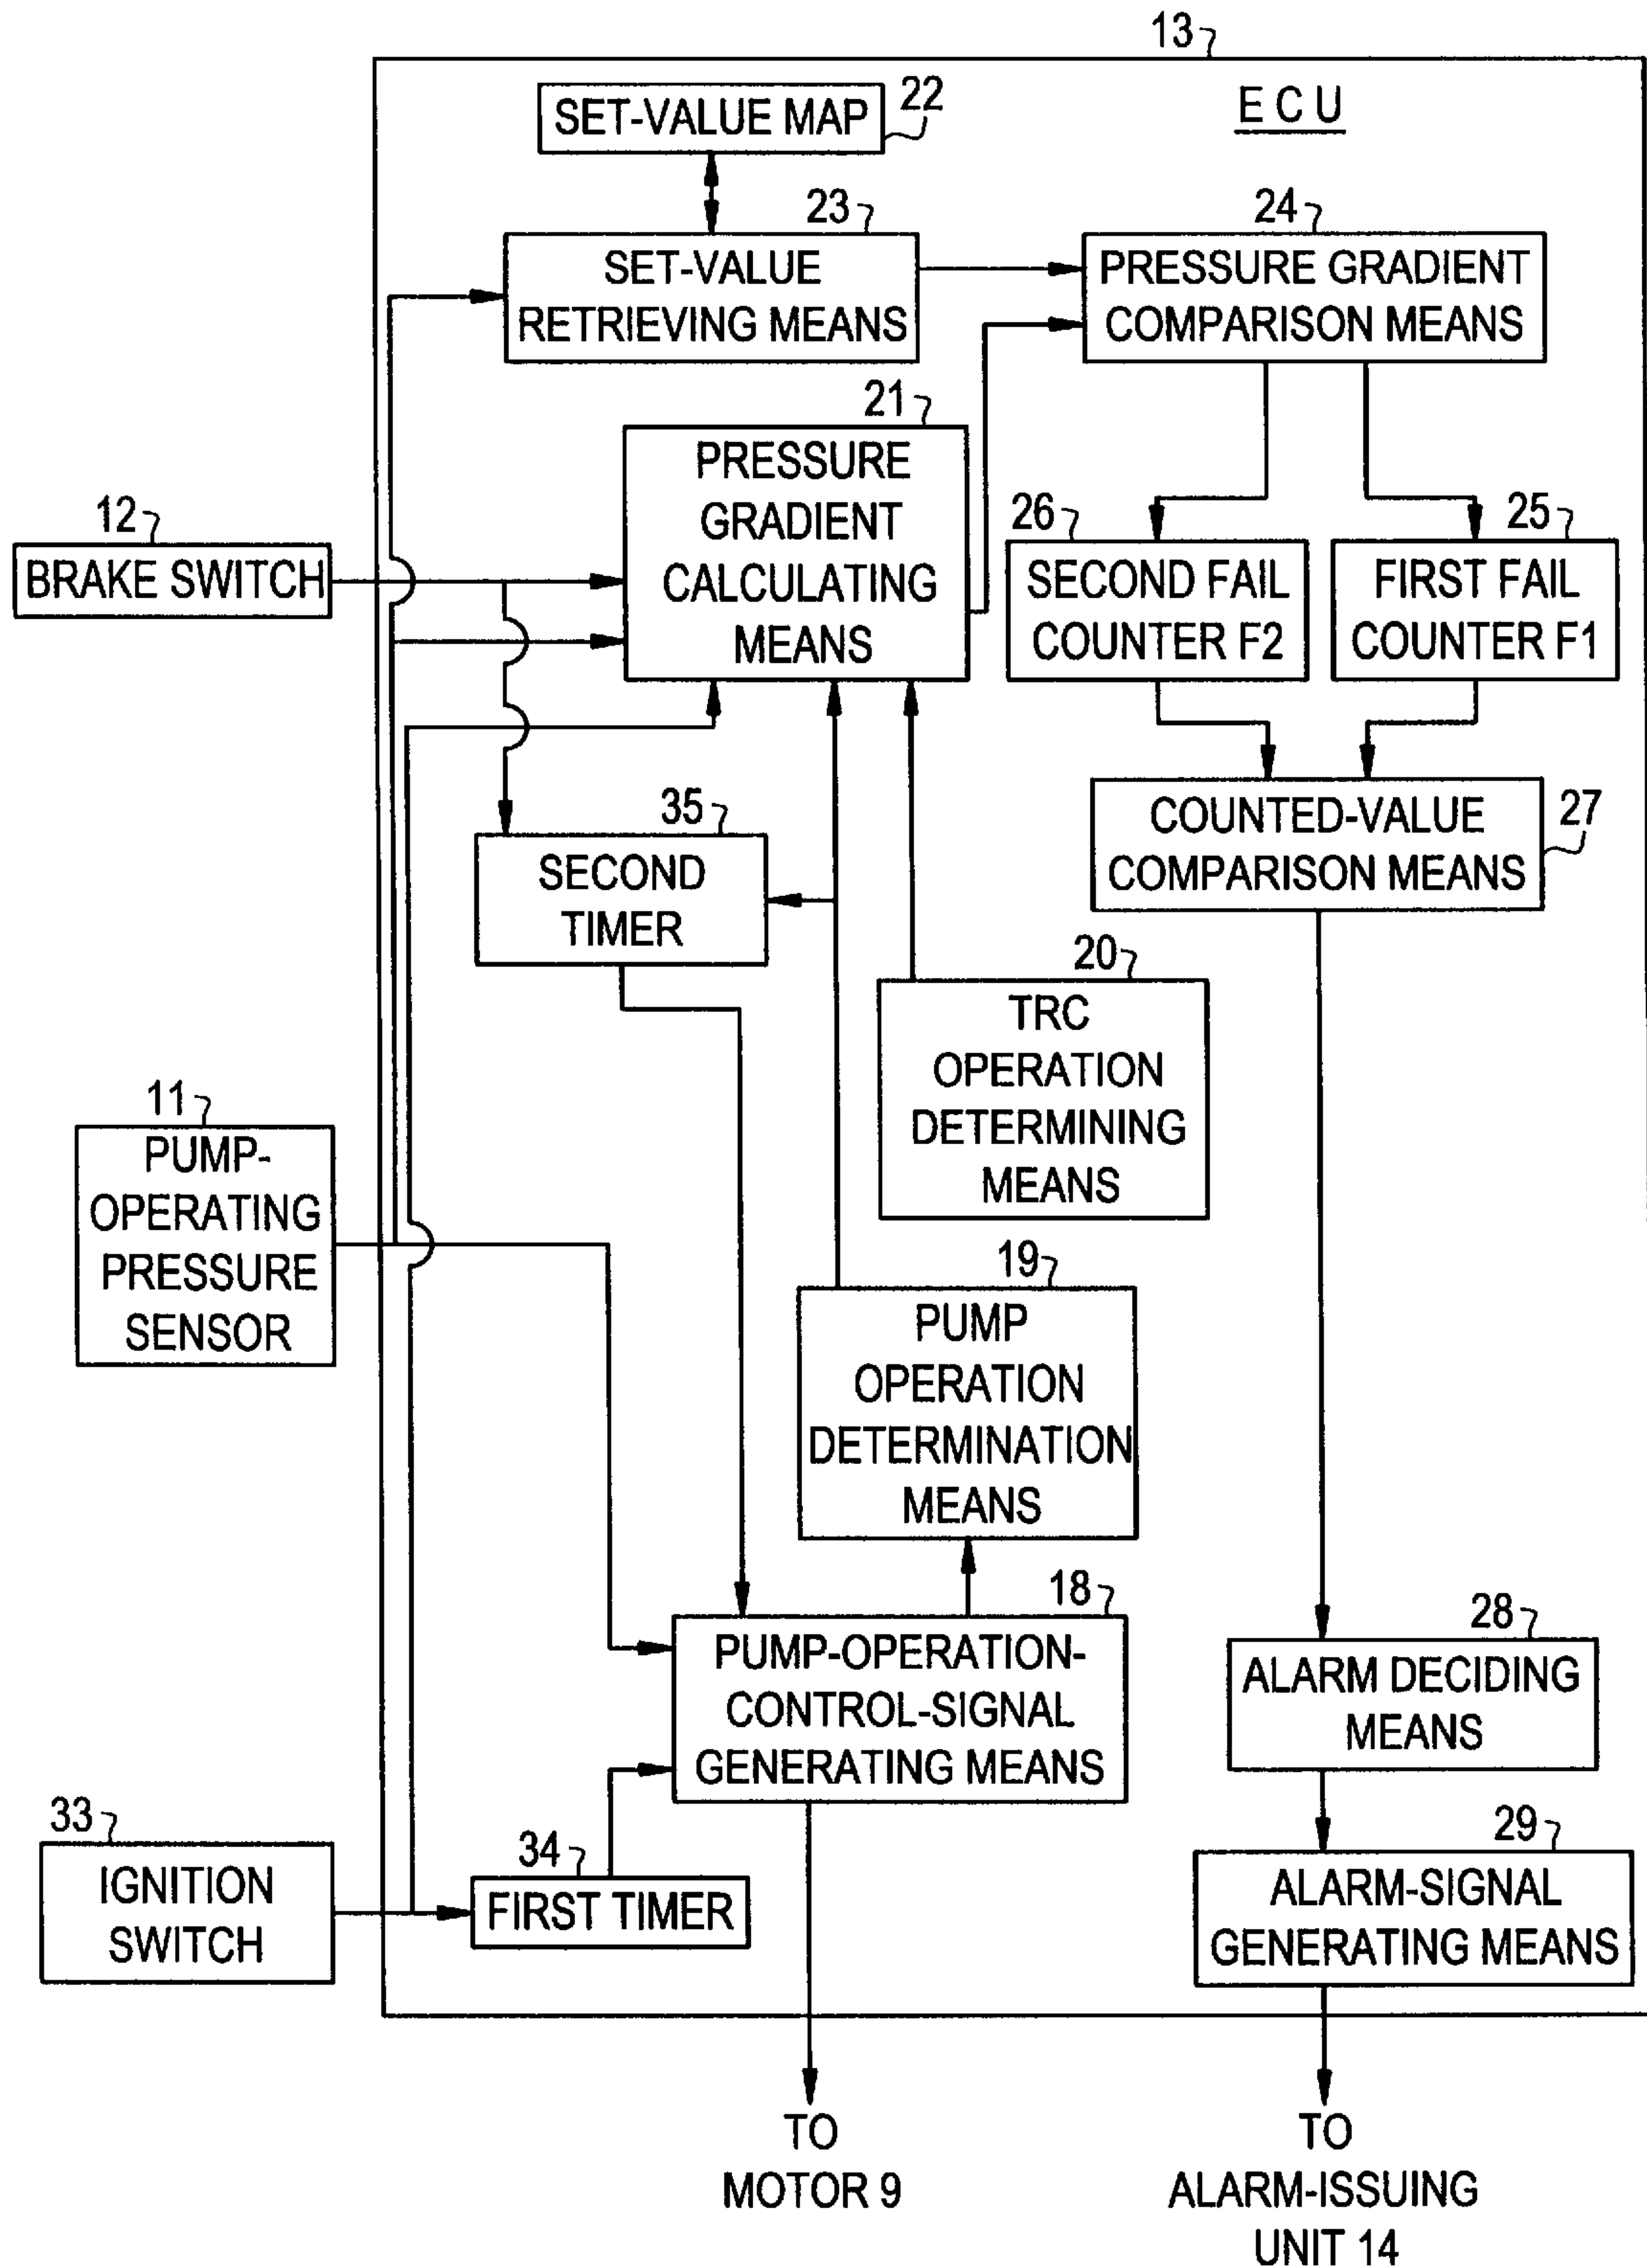 13
ECU
SET-VALUE MAP
22
23
SET-VALUE
RETRIEVING MEANS
24
PRESSURE GRADIENT
COMPARISON MEANS
21
PRESSURE
GRADIENT
CALCULATING
MEANS
12
BRAKE SWITCH
26
SECOND FAIL
COUNTER F2
25
FIRST FAIL
COUNTER F1
35
SECOND
TIMER
COUNTED-VALUE
COMPARISON MEANS
27
20
TRC
OPERATION
DETERMINING
MEANS
11
PUMP-
OPERATING
PRESSURE
SENSOR
19
PUMP
OPERATION
DETERMINATION
MEANS
18
PUMP-OPERATION-
CONTROL-SIGNAL
GENERATING MEANS
28
ALARM DECIDING
MEANS
33
IGNITION
SWITCH
34
FIRST TIMER
29
ALARM-SIGNAL
GENERATING MEANS
TO
MOTOR 9
TO
ALARM-ISSUING
UNIT 14